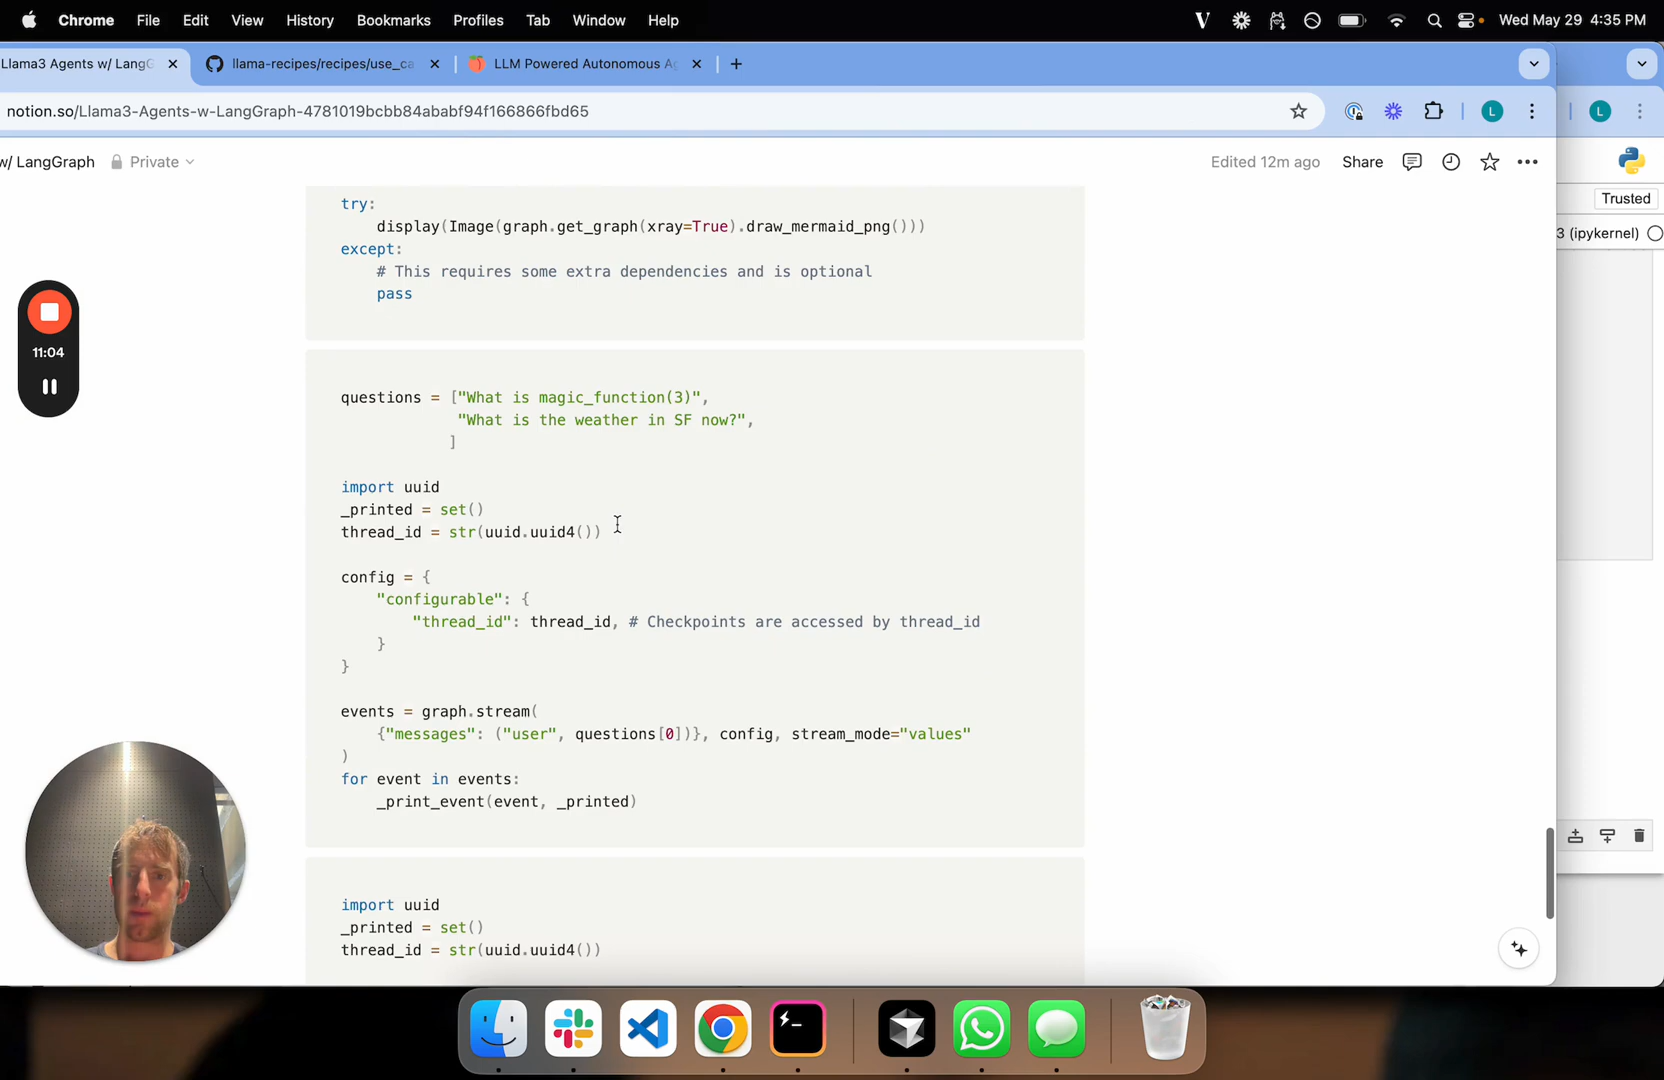 Chrome File Edit View History Bookmarks Profiles Tab Window Help Wed May 29 4:35 PM
Llama3 Agents w/ LangG llama-recipes/recipes/use_ca LLM Powered Autonomous Ag
notion.so/Llama3-Agents-w-LangGraph-4781019bcbb84ababf94f166866fbd65 L L
w/ LangGraph Private Edited 12m ago Share
Trusted
3 (ipykernel)
try:
display(Image(graph.get_graph(xray=True).draw_mermaid_png()))
except:
# This requires some extra dependencies and is optional
pass
11:04
questions = ["What is magic_function(3)",
"What is the weather in SF now?",
]
import uuid
_printed = set()
thread_id = str(uuid.uuid4())
config = {
"configurable": {
"thread_id": thread_id, # Checkpoints are accessed by thread_id
}
}
events = graph.stream(
{"messages": ("user", questions[0])}, config, stream_mode="values"
)
for event in events:
_print_event(event, _printed)
import uuid
_printed = set()
thread_id = str(uuid.uuid4())